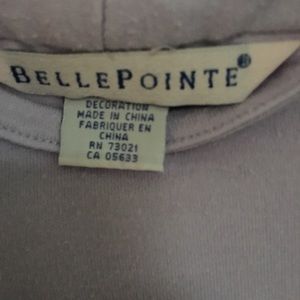 BELLEPOINTE®
DECORATION
MADE IN CHINA
FABRIQUER EN
CHINA
RN 73021
CA 05633